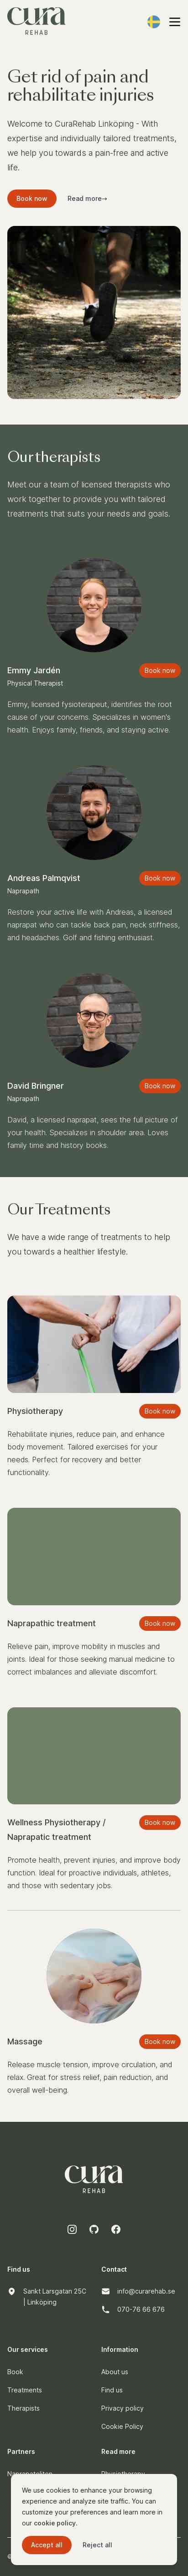 cura
REHAB
Get rid of pain and
rehabilitate injuries
Welcome to CuraRehab Linköping - With
expertise and individually tailored treatments,
we help you towards a pain-free and active
life.
Book now
Read more→
Our therapists
Meet our a team of licensed therapists who
work together to provide you with tailored
treatments that suits your needs and goals.
Emmy Jardén
Book now
Physical Therapist
Emmy, licensed fysioterapeut, identifies the root
cause of your concerns. Specializes in women's
health. Enjoys family, friends, and staying active.
Andreas Palmqvist
Book now
Naprapath
Restore your active life with Andreas, a licensed
naprapat who can tackle back pain, neck stiffness,
and headaches. Golf and fishing enthusiast.
David Bringner
Book now
Naprapath
David, a licensed naprapat, sees the full picture of
your health. Specializes in shoulder area. Loves
family time and history books.
Our Treatments
We have a wide range of treatments to help
you towards a healthier lifestyle.
Physiotherapy
Book now
Rehabilitate injuries, reduce pain, and enhance
body movement. Tailored exercises for your
needs. Perfect for recovery and better
functionality.
Naprapathic treatment
Book now
Relieve pain, improve mobility in muscles and
joints. Ideal for those seeking manual medicine to
correct imbalances and alleviate discomfort.
Wellness Physiotherapy /
Naprapatic treatment
Book now
Promote health, prevent injuries, and improve body
function. Ideal for proactive individuals, athletes,
and those with sedentary jobs.
Massage
Book now
Release muscle tension, improve circulation, and
relax. Great for stress relief, pain reduction, and
overall well-being.
cura
REHAB
Find us
Contact
Sankt Larsgatan 25C
| Linköping
info@curarehab.se
070-76 66 676
Our services
Information
Book
About us
Treatments
Find us
Therapists
Privacy policy
Cookie Policy
Partners
Read more
We use cookies to enhance your browsing
experience and analyze site traffic. You can
customize your preferences and learn more in
our cookie policy.
Accept all
Reject all